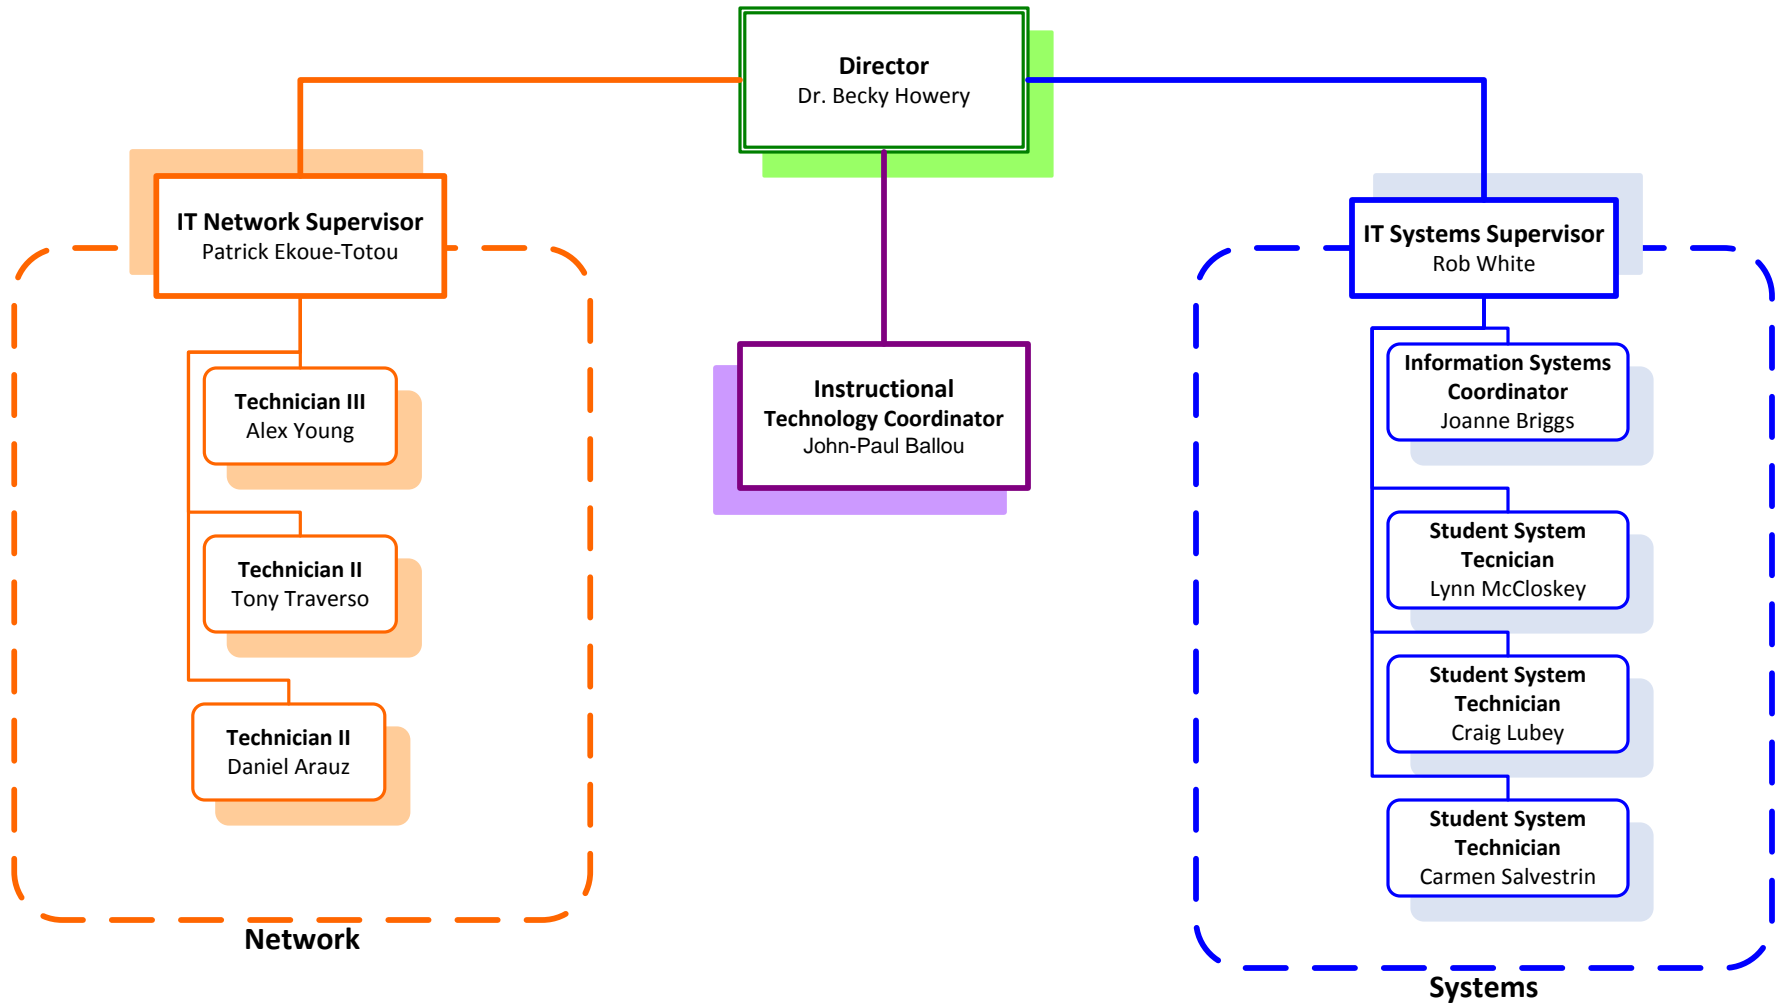 Director
Dr. Becky Howery
IT Network Supervisor
Patrick Ekoue-Totou
Technician III
Alex Young
Technician II
Tony Traverso
Technician II
Daniel Arauz
Network
Instructional
Technology Coordinator
John-Paul Ballou
IT Systems Supervisor
Rob White
Information Systems
Coordinator
Joanne Briggs
Student System
Tecnician
Lynn McCloskey
Student System
Technician
Craig Lubey
Student System
Technician
Carmen Salvestrin
Systems